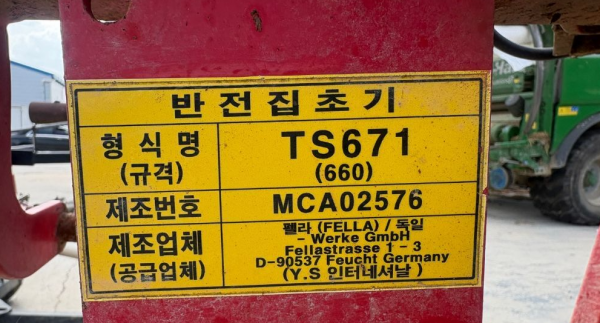 반전집초기
형식명 TS671
(규격) (660)
제조번호 MCA02576
제조업체 펠라 (FELLA) / 독일
- Werke GmbH
Fellastrasse 1 - 3
D-90537 Feucht Germany
(공급업체) (Y.S 인터네셔날)